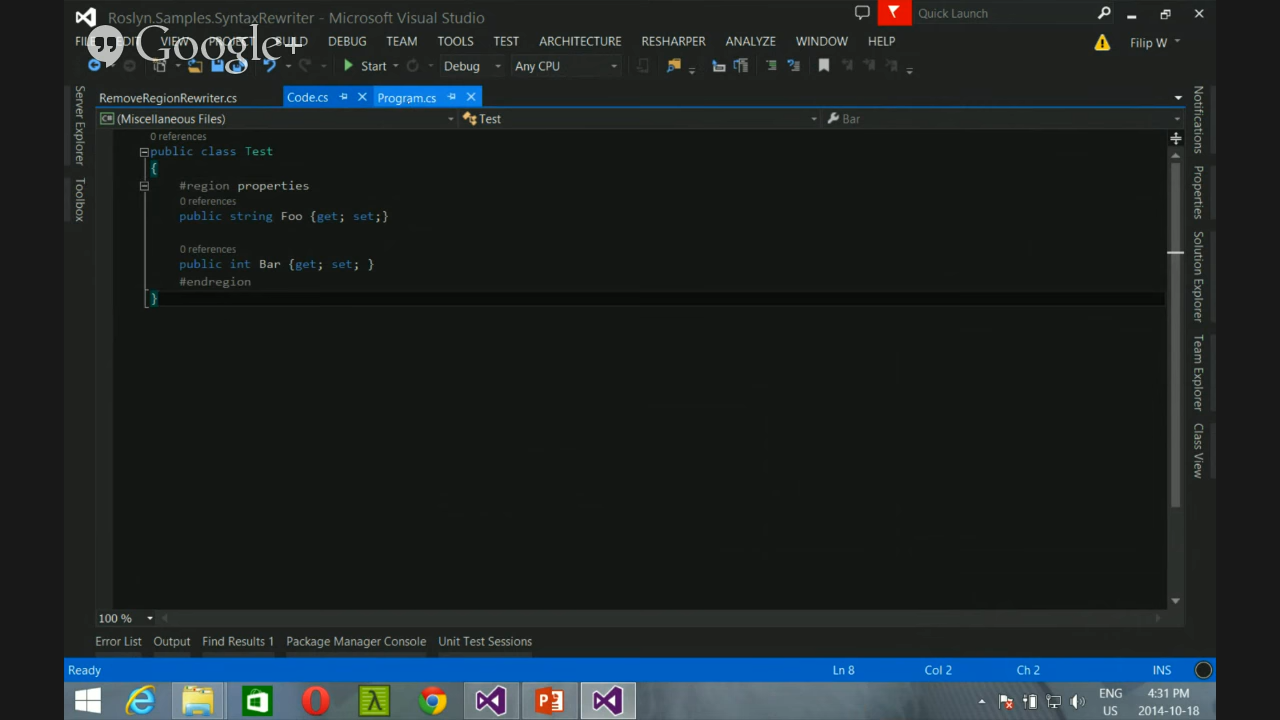 Roslyn.Samples.SyntaxRewriter - Microsoft Visual Studio
Quick Launch
Google+
FILE EDIT VIEW PROJECT BUILD DEBUG TEAM TOOLS TEST ARCHITECTURE RESHARPER ANALYZE WINDOW HELP
Filip W
Start Debug Any CPU
RemoveRegionRewriter.cs Code.cs Program.cs
(Miscellaneous Files) Test Bar
Server Explorer
Toolbox
0 references
public class Test
{
#region properties
0 references
public string Foo {get; set;}
0 references
public int Bar {get; set; }
#endregion
}
Notifications
Properties
Solution Explorer
Team Explorer
Class View
100 %
Error List Output Find Results 1 Package Manager Console Unit Test Sessions
Ready Ln 8 Col 2 Ch 2 INS
ENG 4:31 PM
US 2014-10-18